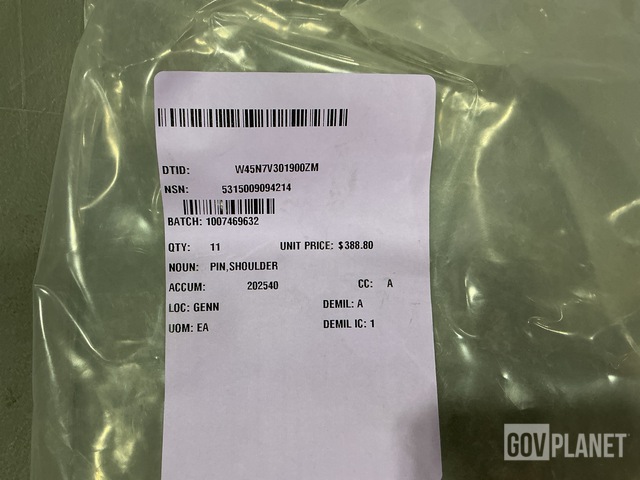 DTID: W45N7V301900ZM
NSN: 5315009094214
BATCH: 1007469632
QTY: 11 UNIT PRICE: $388.80
NOUN: PIN,SHOULDER
ACCUM: 202540 CC: A
LOC: GENN DEMIL: A
UOM: EA DEMIL IC: 1
GOVPLANET